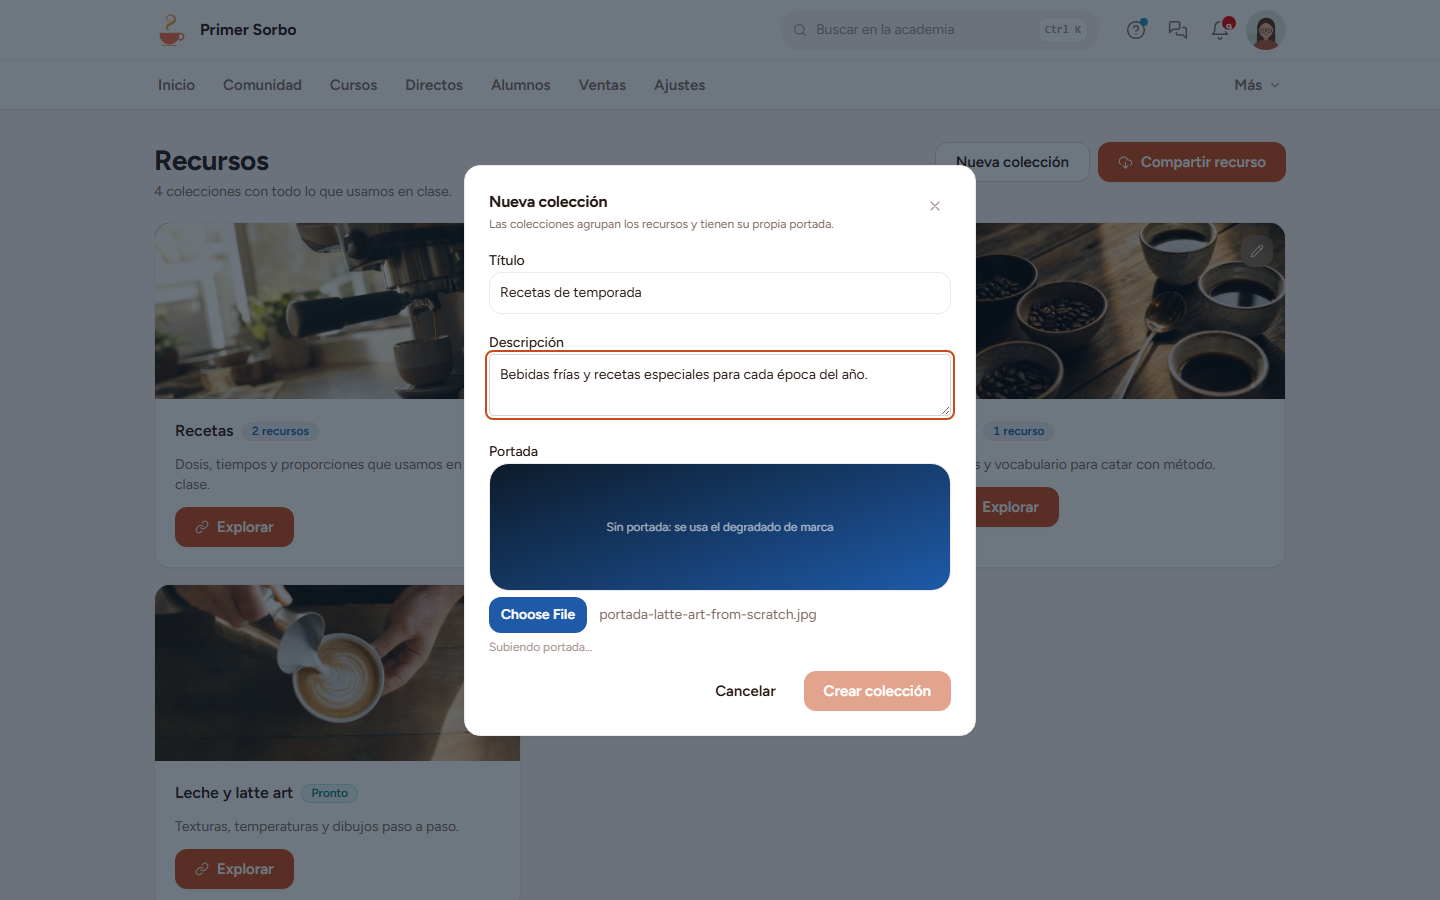 Primer Sorbo
Buscar en la academia
Ctrl K
Inicio
Comunidad
Cursos
Directos
Alumnos
Ventas
Ajustes
Más
Recursos
4 colecciones con todo lo que usamos en clase.
Nueva colección
Compartir recurso
Nueva colección
Las colecciones agrupan los recursos y tienen su propia portada.
Título
Recetas de temporada
Descripción
Bebidas frías y recetas especiales para cada época del año.
Portada
Sin portada: se usa el degradado de marca
Choose File
portada-latte-art-from-scratch.jpg
Subiendo portada…
Cancelar
Crear colección
Recetas
2 recursos
Dosis, tiempos y proporciones que usamos en
clase.
Explorar
1 recurso
y vocabulario para catar con método.
Explorar
Leche y latte art
Pronto
Texturas, temperaturas y dibujos paso a paso.
Explorar